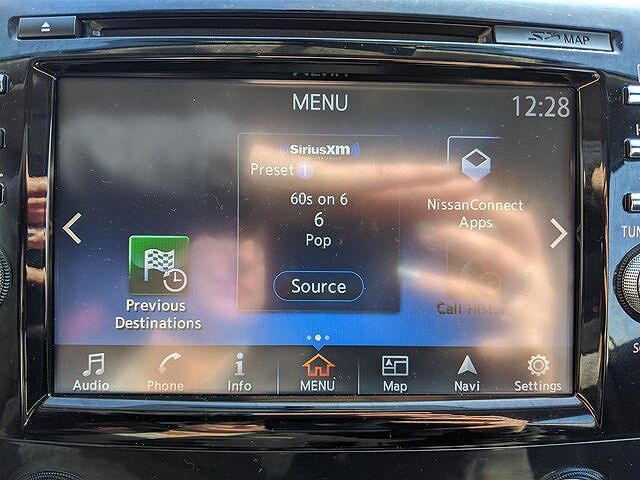 SD MAP
MENU
12:28
SiriusXM
Preset 1
60s on 6
6
Pop
Source
NissanConnect
Apps
Previous
Destinations
Call History
Audio
Phone
Info
MENU
Map
Navi
Settings